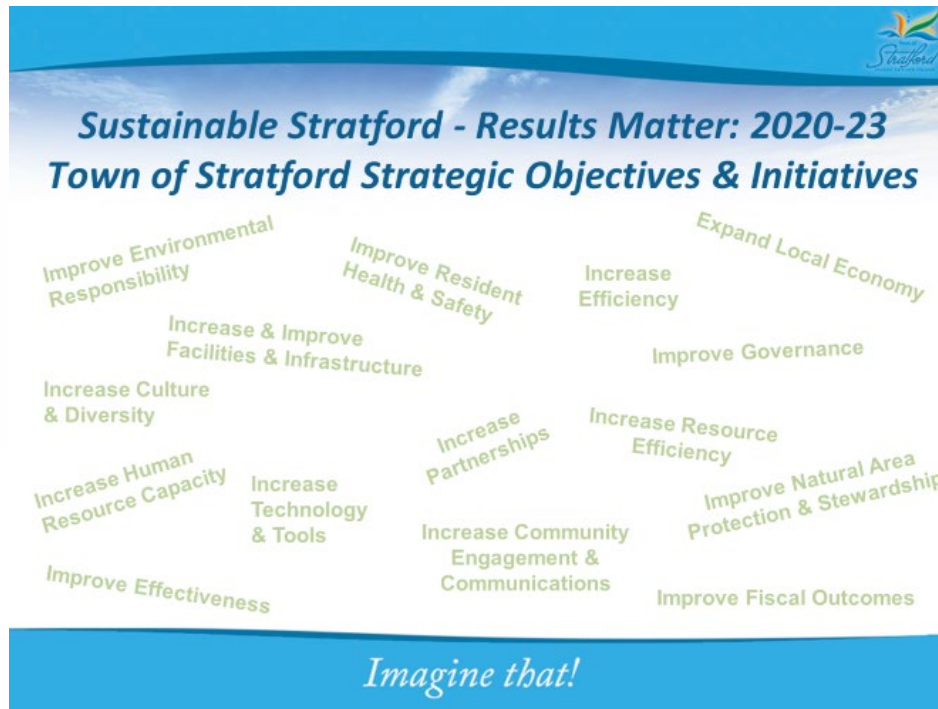 Stratford
Sustainable Stratford - Results Matter: 2020-23
Town of Stratford Strategic Objectives & Initiatives
Improve Environmental
Responsibility
Improve Resident
Health & Safety
Increase
Efficiency
Expand Local Economy
Increase & Improve
Facilities & Infrastructure
Improve Governance
Increase Culture
& Diversity
Increase
Partnerships
Increase Resource
Efficiency
Increase Human
Resource Capacity
Increase
Technology
& Tools
Improve Natural Area
Protection & Stewardship
Increase Community
Engagement &
Communications
Improve Effectiveness
Improve Fiscal Outcomes
Imagine that!